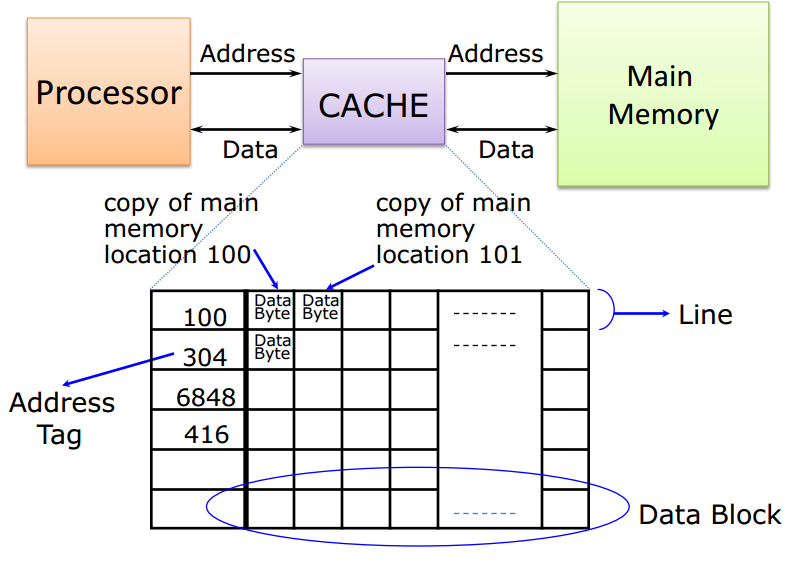 Address
Address
Processor
CACHE
Main
Memory
Data
Data
copy of main
memory
location 100
copy of main
memory
location 101
Data
Byte
Data
Byte
100
Line
Data
Byte
304
Address
Tag
6848
416
Data Block